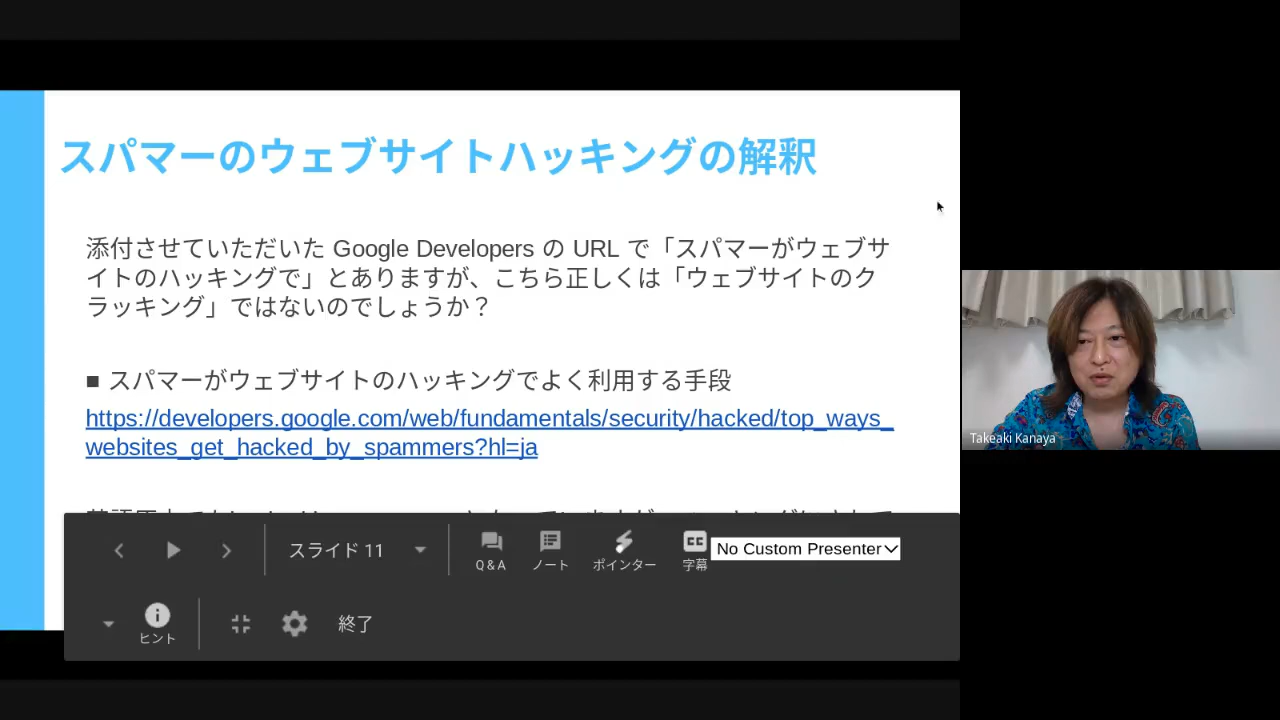 スパマーのウェブサイトハッキングの解釈
添付させていただいた Google Developers の URL で「スパマーがウェブサ
イトのハッキングで」とありますが、こちら正しくは「ウェブサイトのク
ラッキング」ではないのでしょうか？
■ スパマーがウェブサイトのハッキングでよく利用する手段
https://developers.google.com/web/fundamentals/security/hacked/top_ways_
websites_get_hacked_by_spammers?hl=ja
Takeaki Kanaya
スライド 11
Q&A
ノート
ポインター
字幕
No Custom Presenter
ヒント
終了